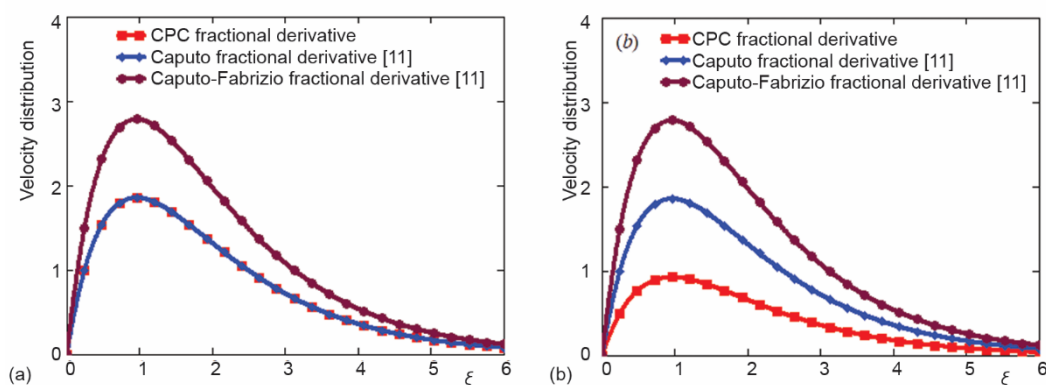 4
CPC fractional derivative
Caputo fractional derivative [11]
Caputo-Fabrizio fractional derivative [11]
Velocity distribution
3
2
1
0
0 1 2 3 4 5 6
(a)
ξ
4
(b)
CPC fractional derivative
Caputo fractional derivative [11]
Caputo-Fabrizio fractional derivative [11]
Velocity distribution
3
2
1
0
0 1 2 3 4 5 6
(b)
ξ